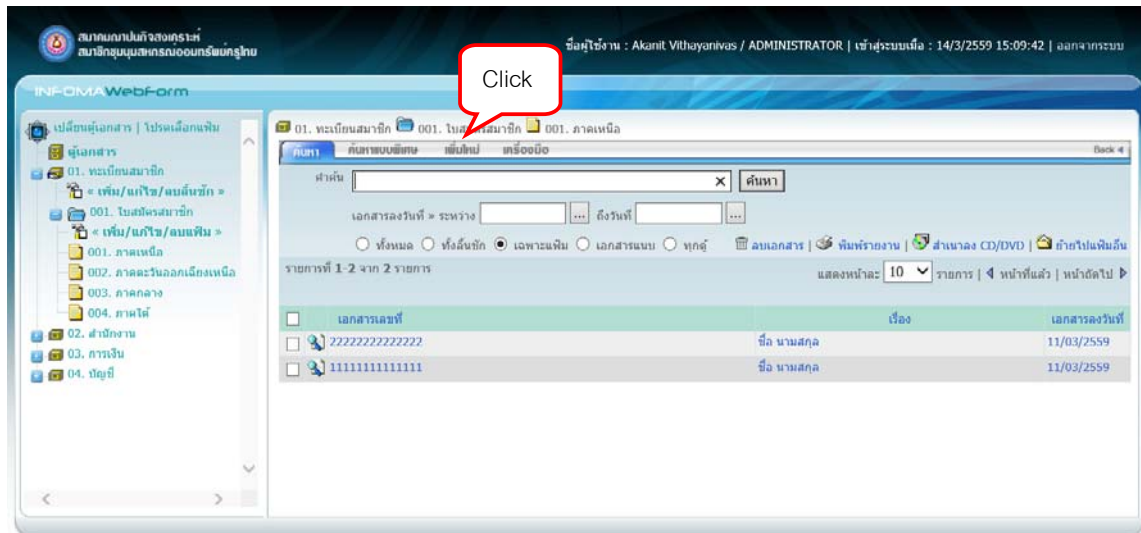 สมาคมฌาปนกิจสงเคราะห์
สมาชิกชุมนุมสหกรณ์ออมทรัพย์ครูไทย
ชื่อผู้ใช้งาน : Akanit Vithayanivas / ADMINISTRATOR | เข้าสู่ระบบเมื่อ : 14/3/2559 15:09:42 | ออกจากระบบ
Click
INFOMA WebForm
เปลี่ยนตู้เอกสาร | โปรดเลือกแฟ้ม
ตู้เอกสาร
01. ทะเบียนสมาชิก
« เพิ่ม/แก้ไข/ลบลิ้นชัก »
001. ใบสมัครสมาชิก
« เพิ่ม/แก้ไข/ลบแฟ้ม »
001. ภาคเหนือ
002. ภาคตะวันออกเฉียงเหนือ
003. ภาคกลาง
004. ภาคใต้
02. สำนักงาน
03. การเงิน
04. บัญชี
01. ทะเบียนสมาชิก 001. ใบสมัครสมาชิก 001. ภาคเหนือ
ค้นหา ค้นหาแบบพิเศษ เพิ่มใหม่ เครื่องมือ Back
คำค้น ค้นหา
เอกสารลงวันที่ » ระหว่าง ... ถึงวันที่ ...
ทั้งหมด ทั้งลิ้นชัก เฉพาะแฟ้ม เอกสารแนบ ทุกตู้ ลบเอกสาร | พิมพ์รายงาน | สำเนาลง CD/DVD | ย้ายไปแฟ้มอื่น
รายการที่ 1-2 จาก 2 รายการ แสดงหน้าละ 10 รายการ | หน้าที่แล้ว | หน้าถัดไป
เอกสารเลขที่ เรื่อง เอกสารลงวันที่
22222222222222 ชื่อ นามสกุล 11/03/2559
11111111111111 ชื่อ นามสกุล 11/03/2559